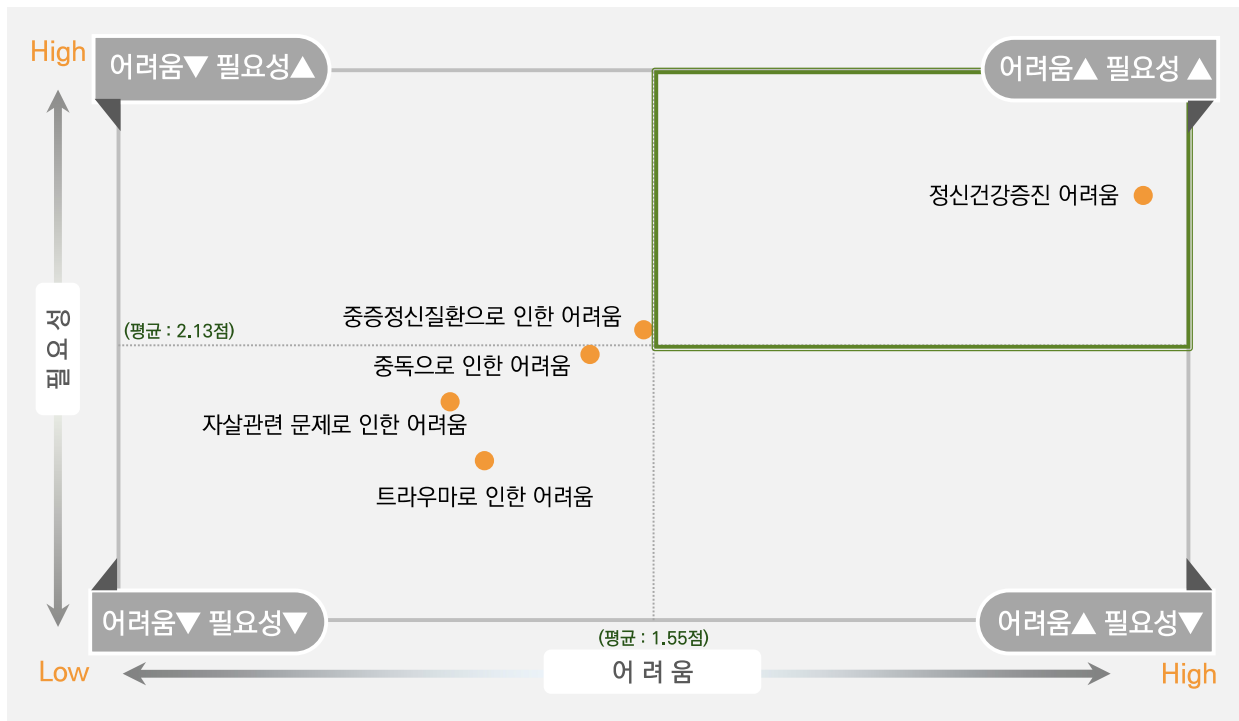 High
어려움▼ 필요성▲
어려움▲ 필요성 ▲
정신건강증진 어려움
중증정신질환으로 인한 어려움
(평균 : 2.13점)
필요성
중독으로 인한 어려움
자살관련 문제로 인한 어려움
트라우마로 인한 어려움
어려움▼ 필요성▼
어려움▲ 필요성▼
(평균 : 1.55점)
Low
어려움
High